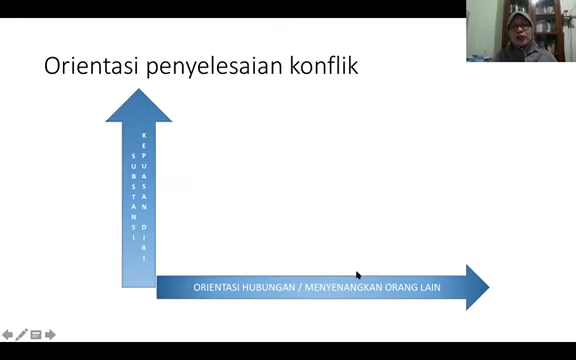 Orientasi penyelesaian konflik
SUBSTANSI
KEPUASAN DIRI
ORIENTASI HUBUNGAN / MENYENANGKAN ORANG LAIN